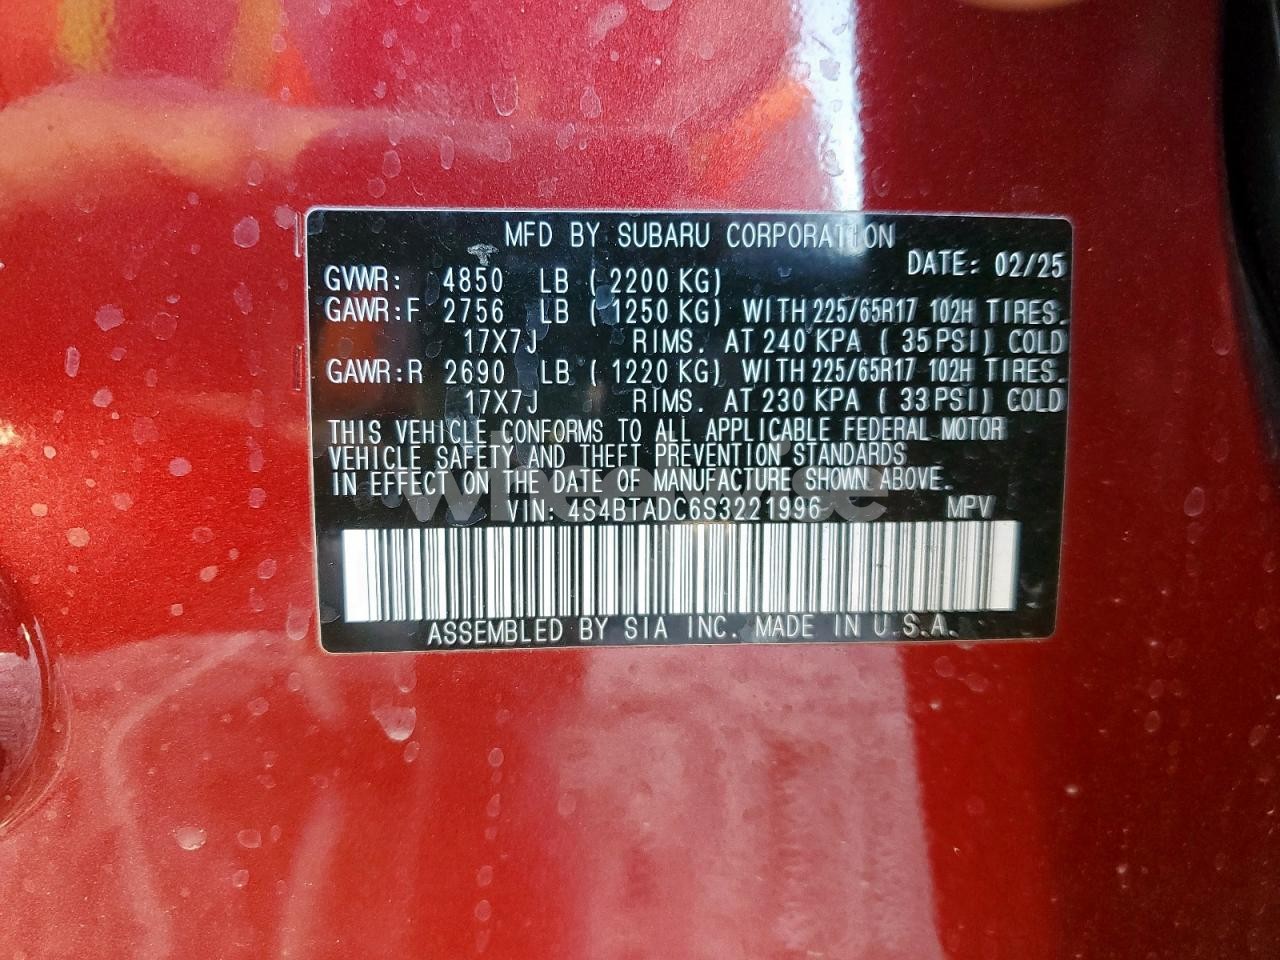 MFD BY SUBARU CORPORATION
DATE: 02/25
GVWR: 4850 LB ( 2200 KG)
GAWR:F 2756 LB ( 1250 KG) WITH 225/65R17 102H TIRES.
17X7J RIMS. AT 240 KPA ( 35 PSI) COLD
GAWR:R 2690 LB ( 1220 KG) WITH 225/65R17 102H TIRES.
17X7J RIMS. AT 230 KPA ( 33 PSI) COLD
THIS VEHICLE CONFORMS TO ALL APPLICABLE FEDERAL MOTOR
VEHICLE SAFETY AND THEFT PREVENTION STANDARDS
IN EFFECT ON THE DATE OF MANUFACTURE SHOWN ABOVE.
VIN: 4S4BTADC6S3221996 MPV
ASSEMBLED BY SIA INC. MADE IN U.S.A.